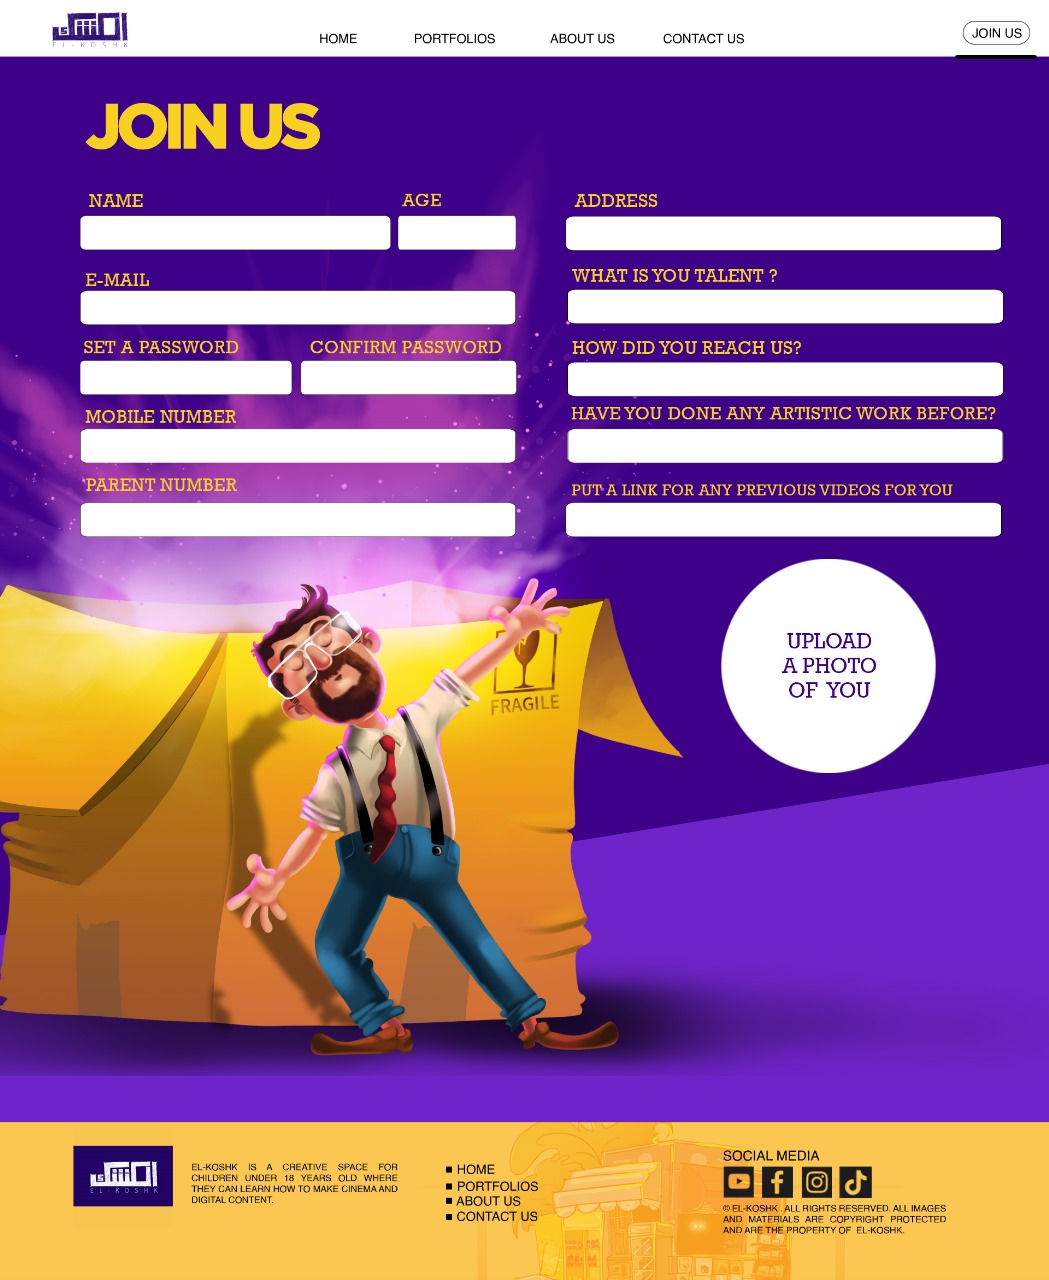 الكشك
EL-KOSHK
HOME
PORTFOLIOS
ABOUT US
CONTACT US
JOIN US
JOIN US
NAME
AGE
ADDRESS
E-MAIL
WHAT IS YOU TALENT ?
SET A PASSWORD
CONFIRM PASSWORD
HOW DID YOU REACH US?
MOBILE NUMBER
HAVE YOU DONE ANY ARTISTIC WORK BEFORE?
PARENT NUMBER
PUT A LINK FOR ANY PREVIOUS VIDEOS FOR YOU
UPLOAD
A PHOTO
OF YOU
FRAGILE
الكشك
EL-KOSHK
EL-KOSHK IS A CREATIVE SPACE FOR
CHILDREN UNDER 18 YEARS OLD WHERE
THEY CAN LEARN HOW TO MAKE CINEMA AND
DIGITAL CONTENT.
HOME
PORTFOLIOS
ABOUT US
CONTACT US
SOCIAL MEDIA
© EL-KOSHK . ALL RIGHTS RESERVED. ALL IMAGES
AND MATERIALS ARE COPYRIGHT PROTECTED
AND ARE THE PROPERTY OF EL-KOSHK.